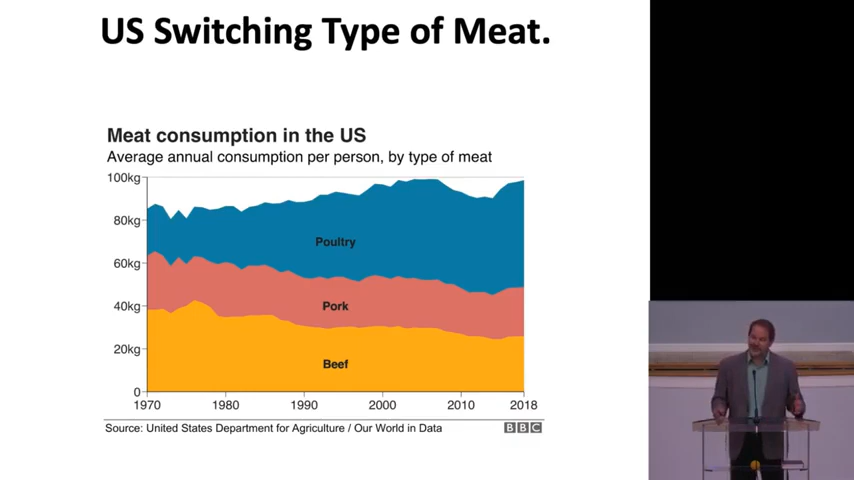 US Switching Type of Meat.
Meat consumption in the US
Average annual consumption per person, by type of meat
100kg
80kg
60kg
40kg
20kg
0
Poultry
Pork
Beef
1970 1980 1990 2000 2010 2018
Source: United States Department for Agriculture / Our World in Data
BBC